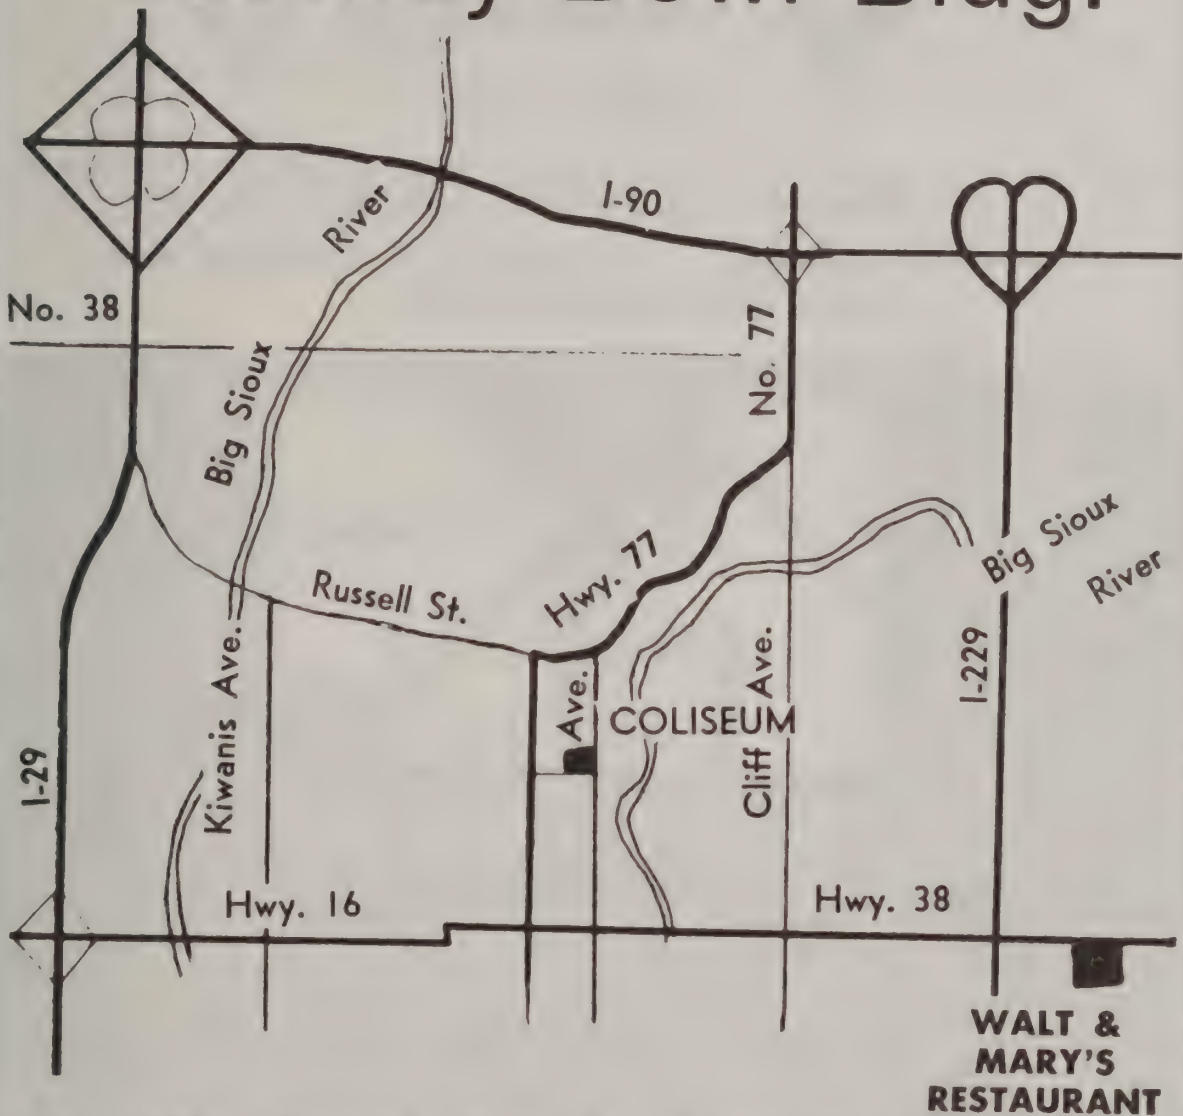 Bldg.
I-90
River
No. 38
No. 77
Big Sioux
Big Sioux
River
Hwy. 77
Russell St.
Kiwanis Ave.
Ave.
COLISEUM
Cliff Ave.
I-229
I-29
Hwy. 16
Hwy. 38
WALT &
MARY'S
RESTAURANT